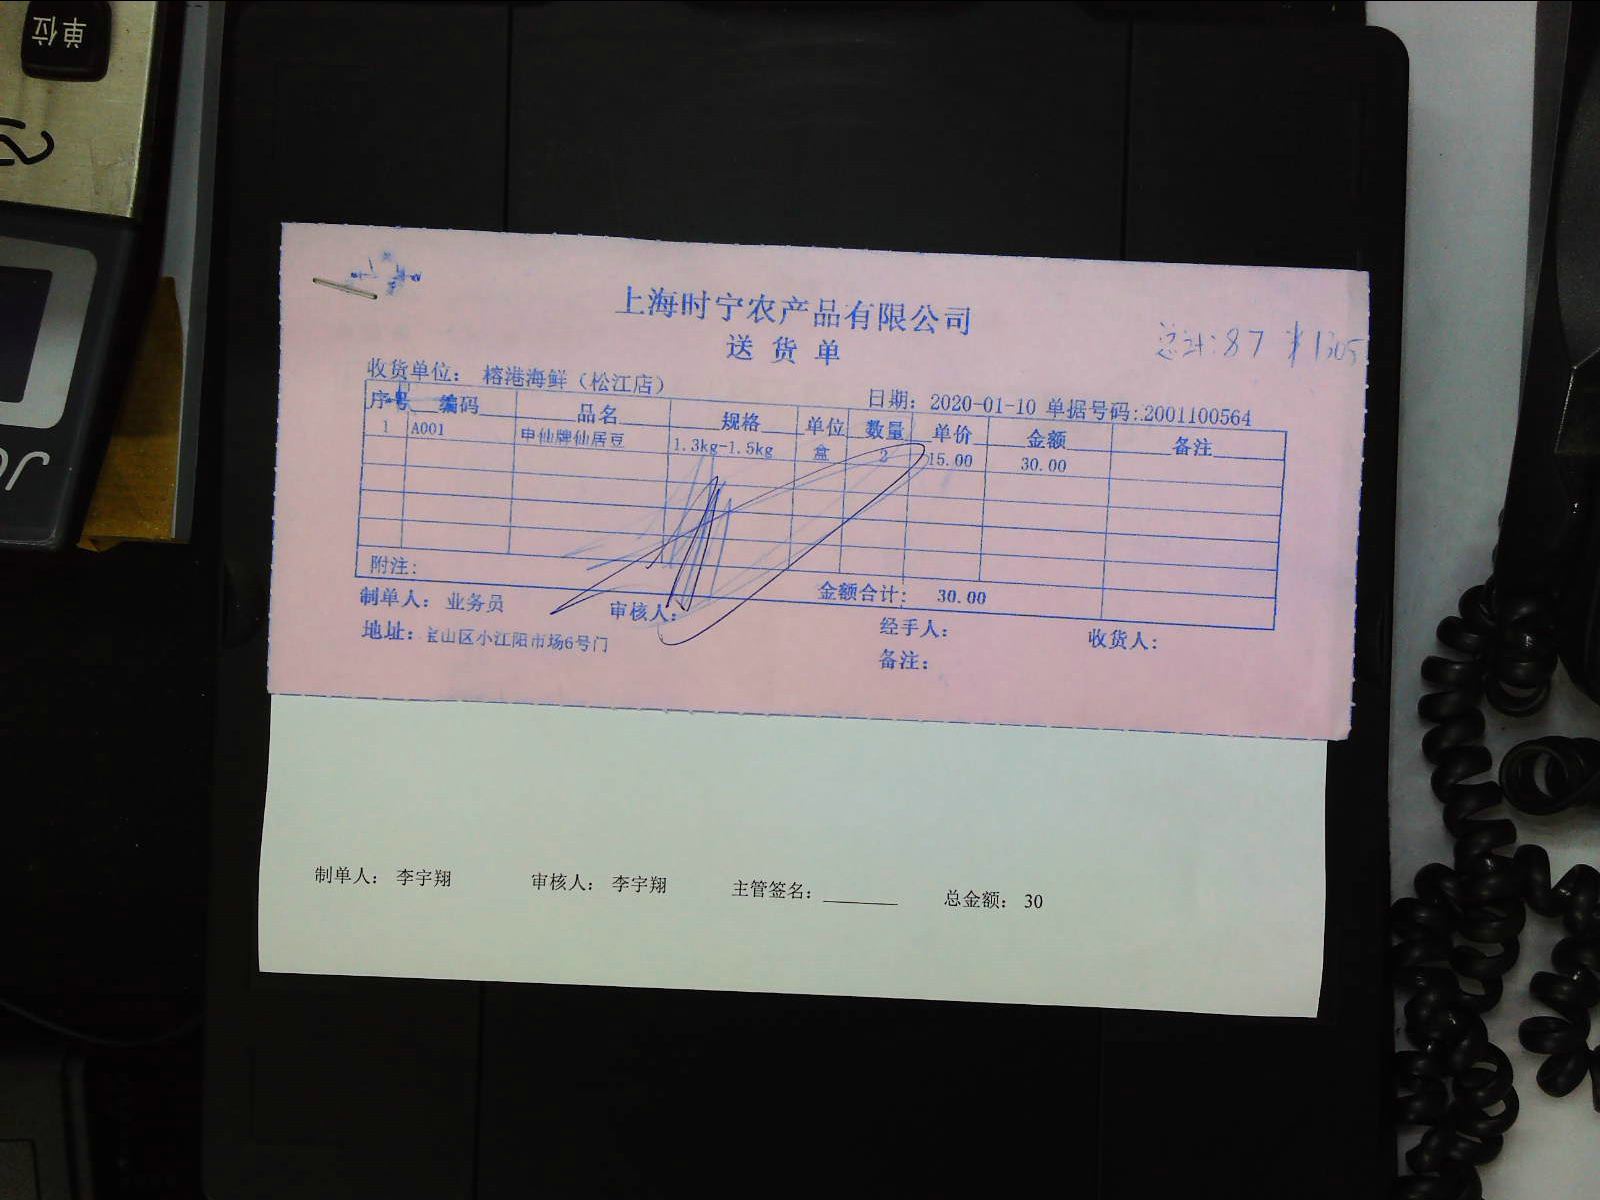 单位
上海时宁农产品有限公司
送货单
总计:87 ¥1305
收货单位: 榕港海鲜(松江店)
日期: 2020-01-10 单据号码:2001100564
序号 编码 品名 规格 单位 数量 单价 金额 备注
1 A001 申仙牌仙居豆 1.3kg-1.5kg 盒 2 15.00 30.00
附注:
金额合计: 30.00
制单人: 业务员 审核人: 经手人: 收货人:
地址: 宝山区小江阳市场6号门 备注:
制单人: 李宇翔 审核人: 李宇翔 主管签名: 总金额: 30